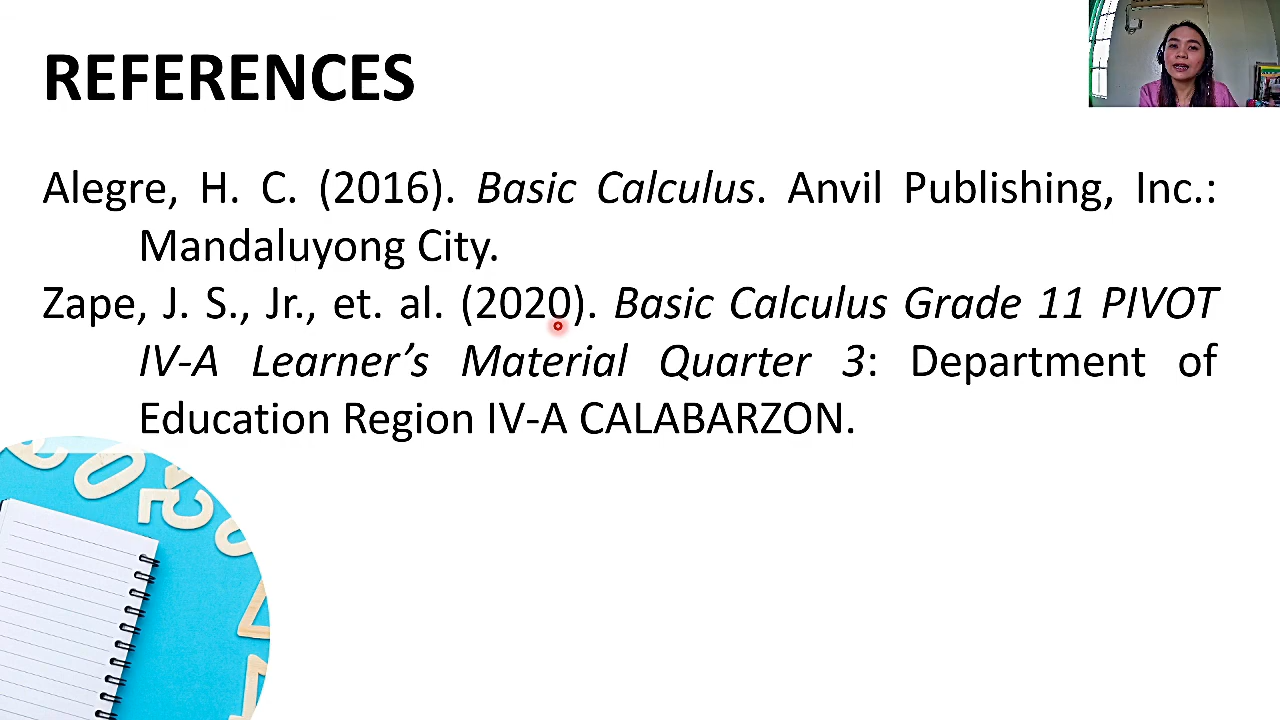 REFERENCES
Alegre, H. C. (2016). Basic Calculus. Anvil Publishing, Inc.:
Mandaluyong City.
Zape, J. S., Jr., et. al. (2020). Basic Calculus Grade 11 PIVOT
IV-A Learner’s Material Quarter 3: Department of
Education Region IV-A CALABARZON.